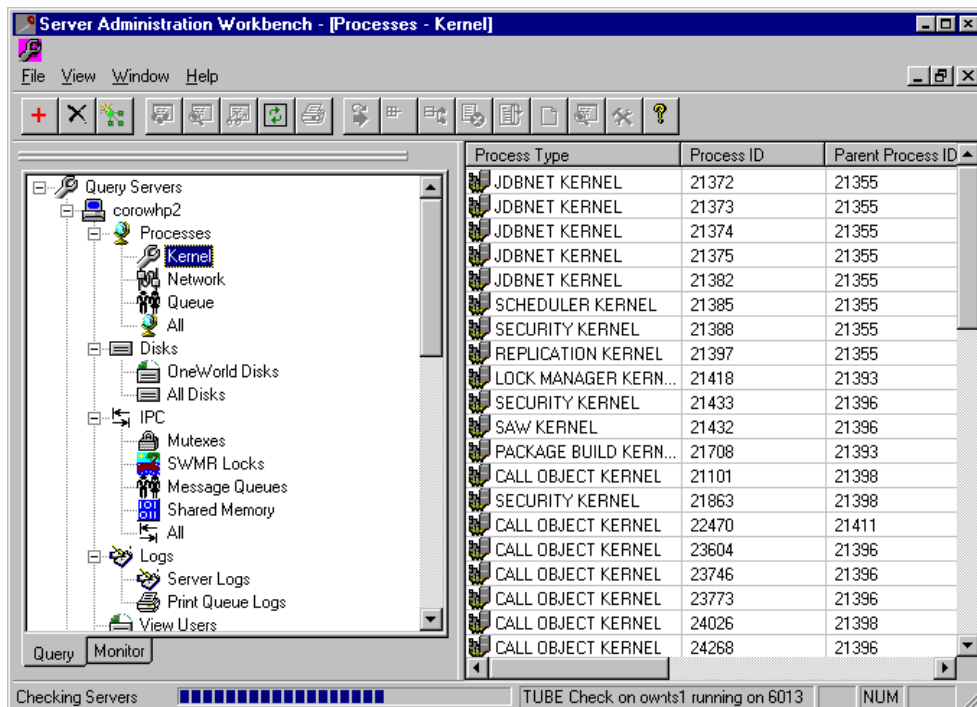 Server Administration Workbench - [Processes - Kernel]
File View Window Help
Process Type Process ID Parent Process ID
Query Servers
corowhp2
Processes
Kernel
Network
Queue
All
Disks
OneWorld Disks
All Disks
IPC
Mutexes
SWMR Locks
Message Queues
Shared Memory
All
Logs
Server Logs
Print Queue Logs
View Users
Query Monitor
JDBNET KERNEL 21372 21355
JDBNET KERNEL 21373 21355
JDBNET KERNEL 21374 21355
JDBNET KERNEL 21375 21355
JDBNET KERNEL 21382 21355
SCHEDULER KERNEL 21385 21355
SECURITY KERNEL 21388 21355
REPLICATION KERNEL 21397 21355
LOCK MANAGER KERN... 21418 21393
SECURITY KERNEL 21433 21396
SAW KERNEL 21432 21396
PACKAGE BUILD KERN... 21708 21393
CALL OBJECT KERNEL 21101 21398
SECURITY KERNEL 21863 21398
CALL OBJECT KERNEL 22470 21411
CALL OBJECT KERNEL 23604 21396
CALL OBJECT KERNEL 23746 21396
CALL OBJECT KERNEL 23773 21396
CALL OBJECT KERNEL 24026 21398
CALL OBJECT KERNEL 24268 21396
Checking Servers TUBE Check on ownts1 running on 6013 NUM